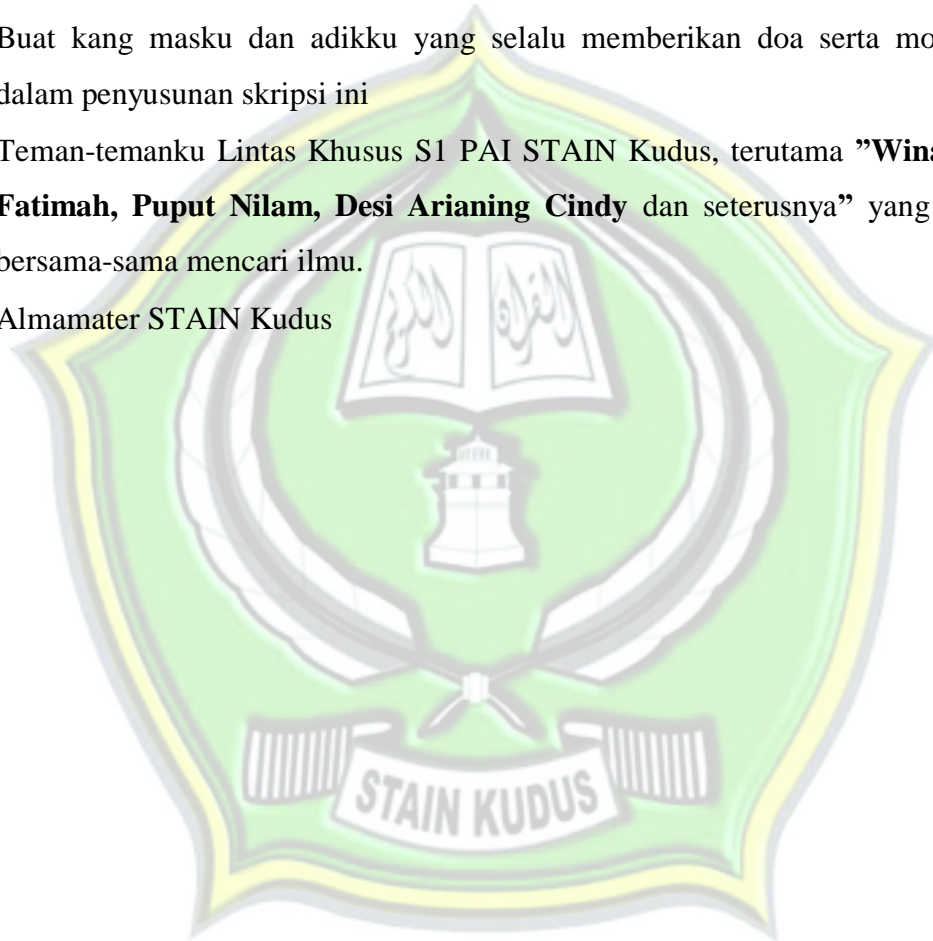 Buat kang masku dan adikku yang selalu memberikan doa serta mo
dalam penyusunan skripsi ini
Teman-temanku Lintas Khusus S1 PAI STAIN Kudus, terutama ”Wina
Fatimah, Puput Nilam, Desi Arianing Cindy dan seterusnya” yang
bersama-sama mencari ilmu.
Almamater STAIN Kudus
STAIN KUDUS